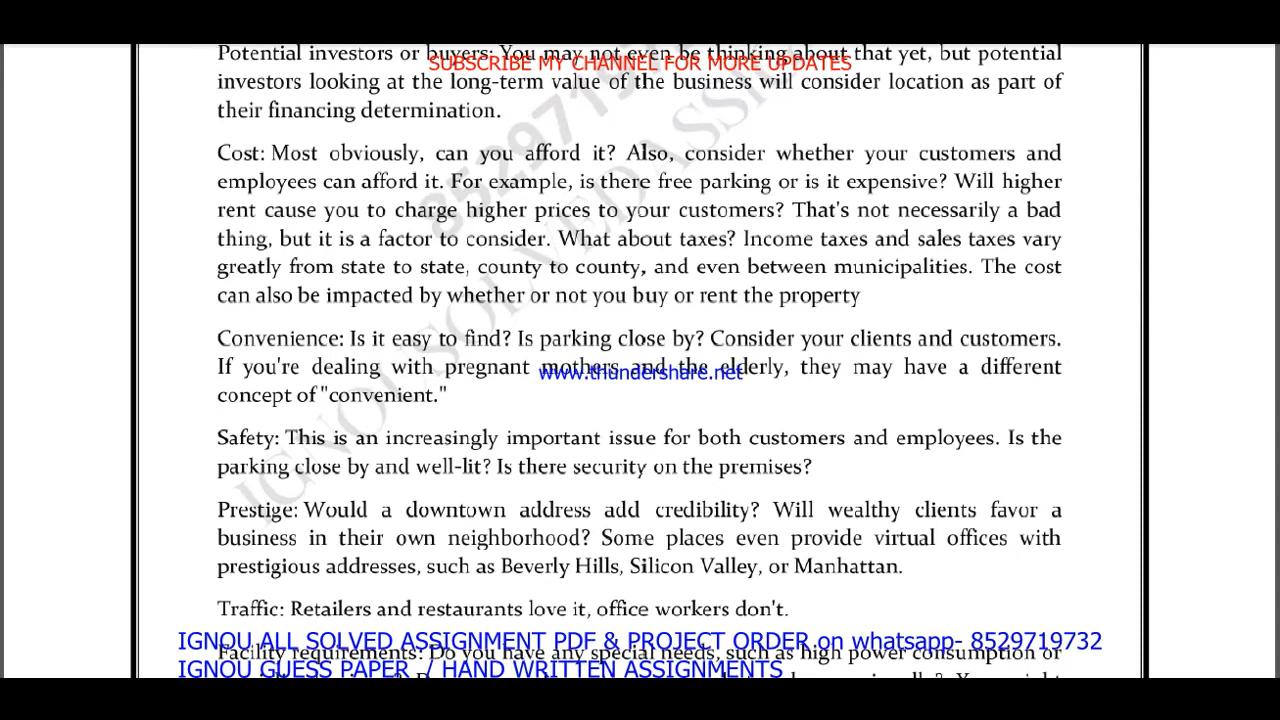 Potential investors or buyers: You may not even be thinking about that yet, but potential
SUBSCRIBE MY CHANNEL FOR MORE UPDATES
investors looking at the long-term value of the business will consider location as part of
their financing determination.
Cost: Most obviously, can you afford it? Also, consider whether your customers and
employees can afford it. For example, is there free parking or is it expensive? Will higher
rent cause you to charge higher prices to your customers? That's not necessarily a bad
thing, but it is a factor to consider. What about taxes? Income taxes and sales taxes vary
greatly from state to state, county to county, and even between municipalities. The cost
can also be impacted by whether or not you buy or rent the property
Convenience: Is it easy to find? Is parking close by? Consider your clients and customers.
If you're dealing with pregnant mothers and the elderly, they may have a different
www.thundershare.net
concept of "convenient."
Safety: This is an increasingly important issue for both customers and employees. Is the
parking close by and well-lit? Is there security on the premises?
Prestige: Would a downtown address add credibility? Will wealthy clients favor a
business in their own neighborhood? Some places even provide virtual offices with
prestigious addresses, such as Beverly Hills, Silicon Valley, or Manhattan.
Traffic: Retailers and restaurants love it, office workers don't.
IGNOU ALL SOLVED ASSIGNMENT PDF & PROJECT ORDER on whatsapp- 8529719732
Facility requirements: Do you have any special needs, such as high power consumption or
IGNOU GUESS PAPER / HAND WRITTEN ASSIGNMENTS
IGNOU SOLVED ASSI
85297197